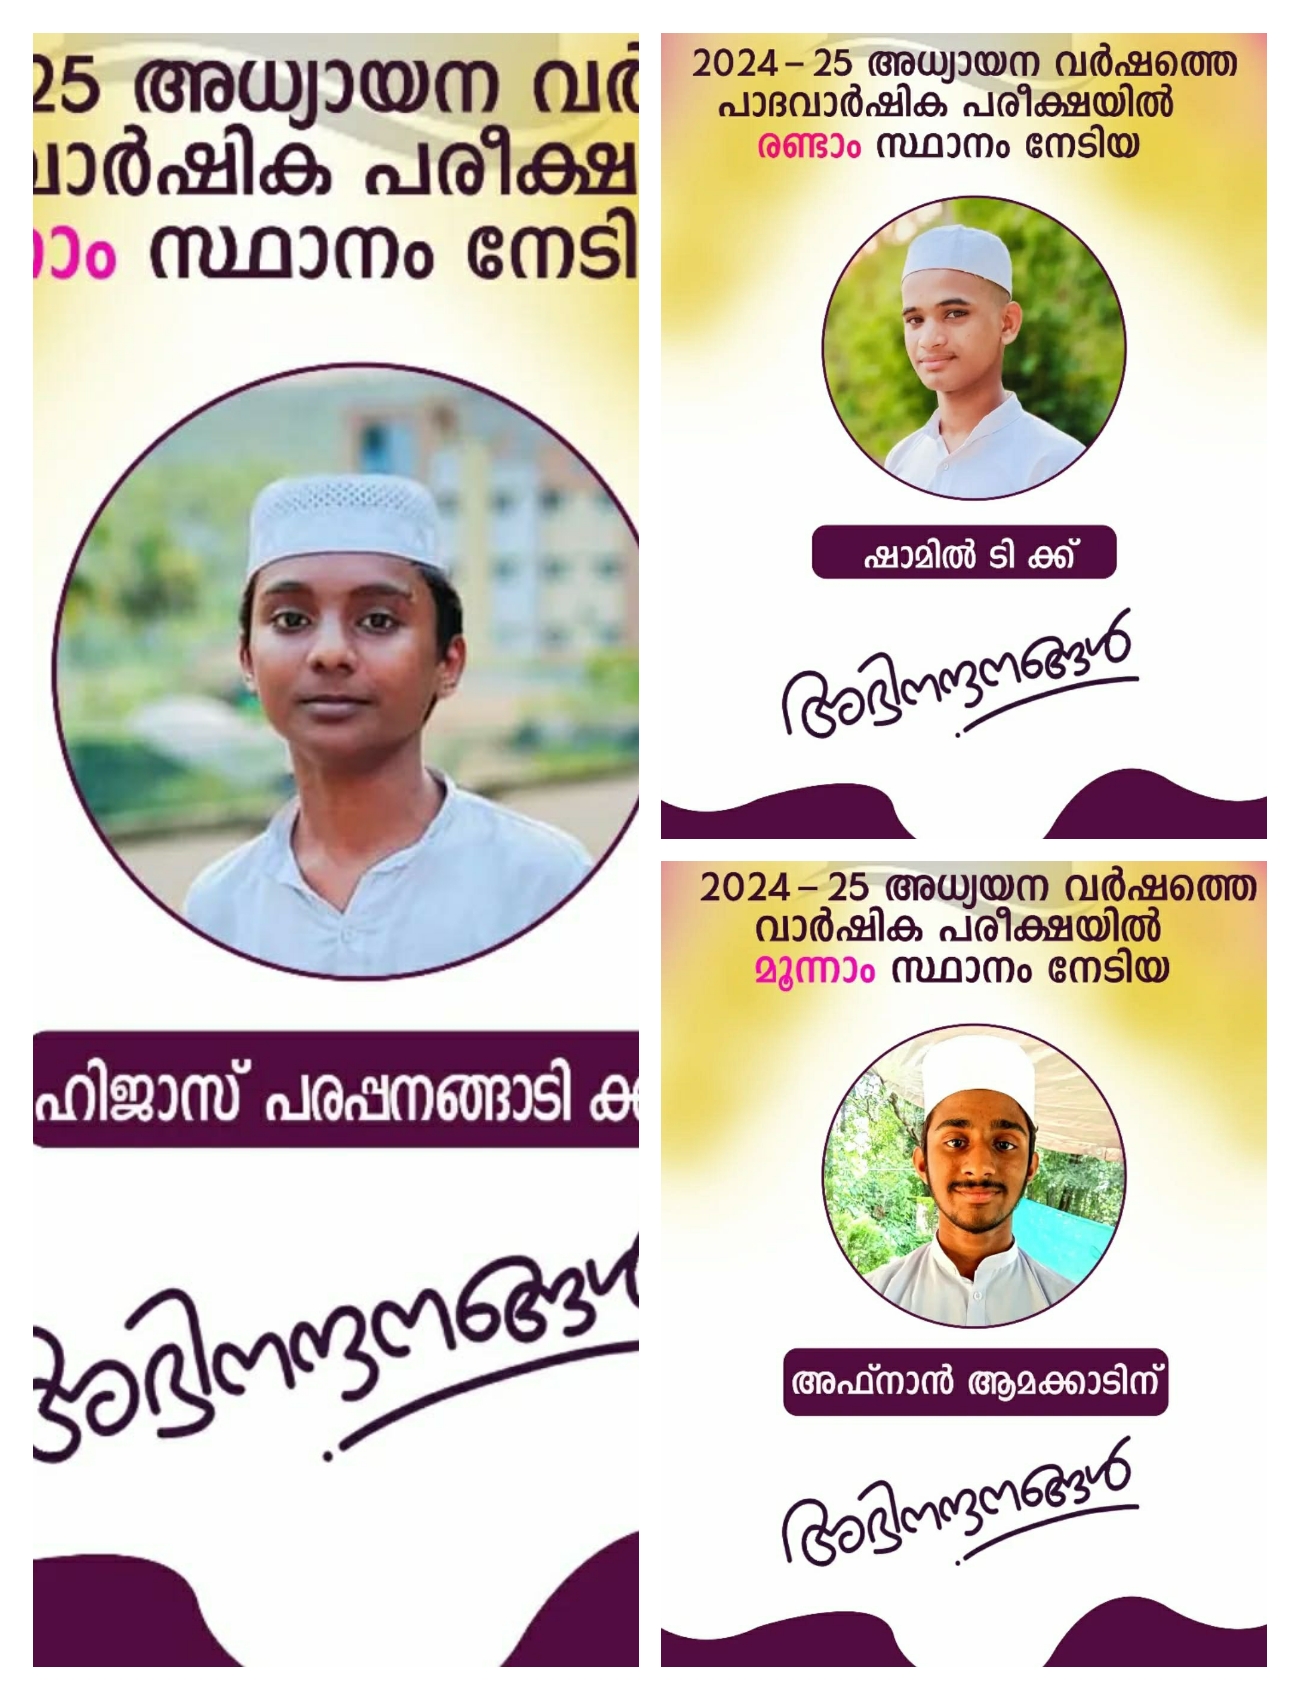 25 അധ്യായന
പരീക്ഷ
സ്ഥാനം നേടി
ഹിജാസ് പരപ്പനങ്ങാടി
അഭിനന്ദനങ്ങൾ
2024 – 25 അധ്യായന വർഷത്തെ
പാദവാർഷിക പരീക്ഷയിൽ
രണ്ടാം സ്ഥാനം നേടിയ
ഷാമിൽ ടി ക്ക്
അഭിനന്ദനങ്ങൾ
2024 – 25 അധ്യയന വർഷത്തെ
വാർഷിക പരീക്ഷയിൽ
മൂന്നാം സ്ഥാനം നേടിയ
അഫ്നാൻ ആമക്കാടിന്
അഭിനന്ദനങ്ങൾ